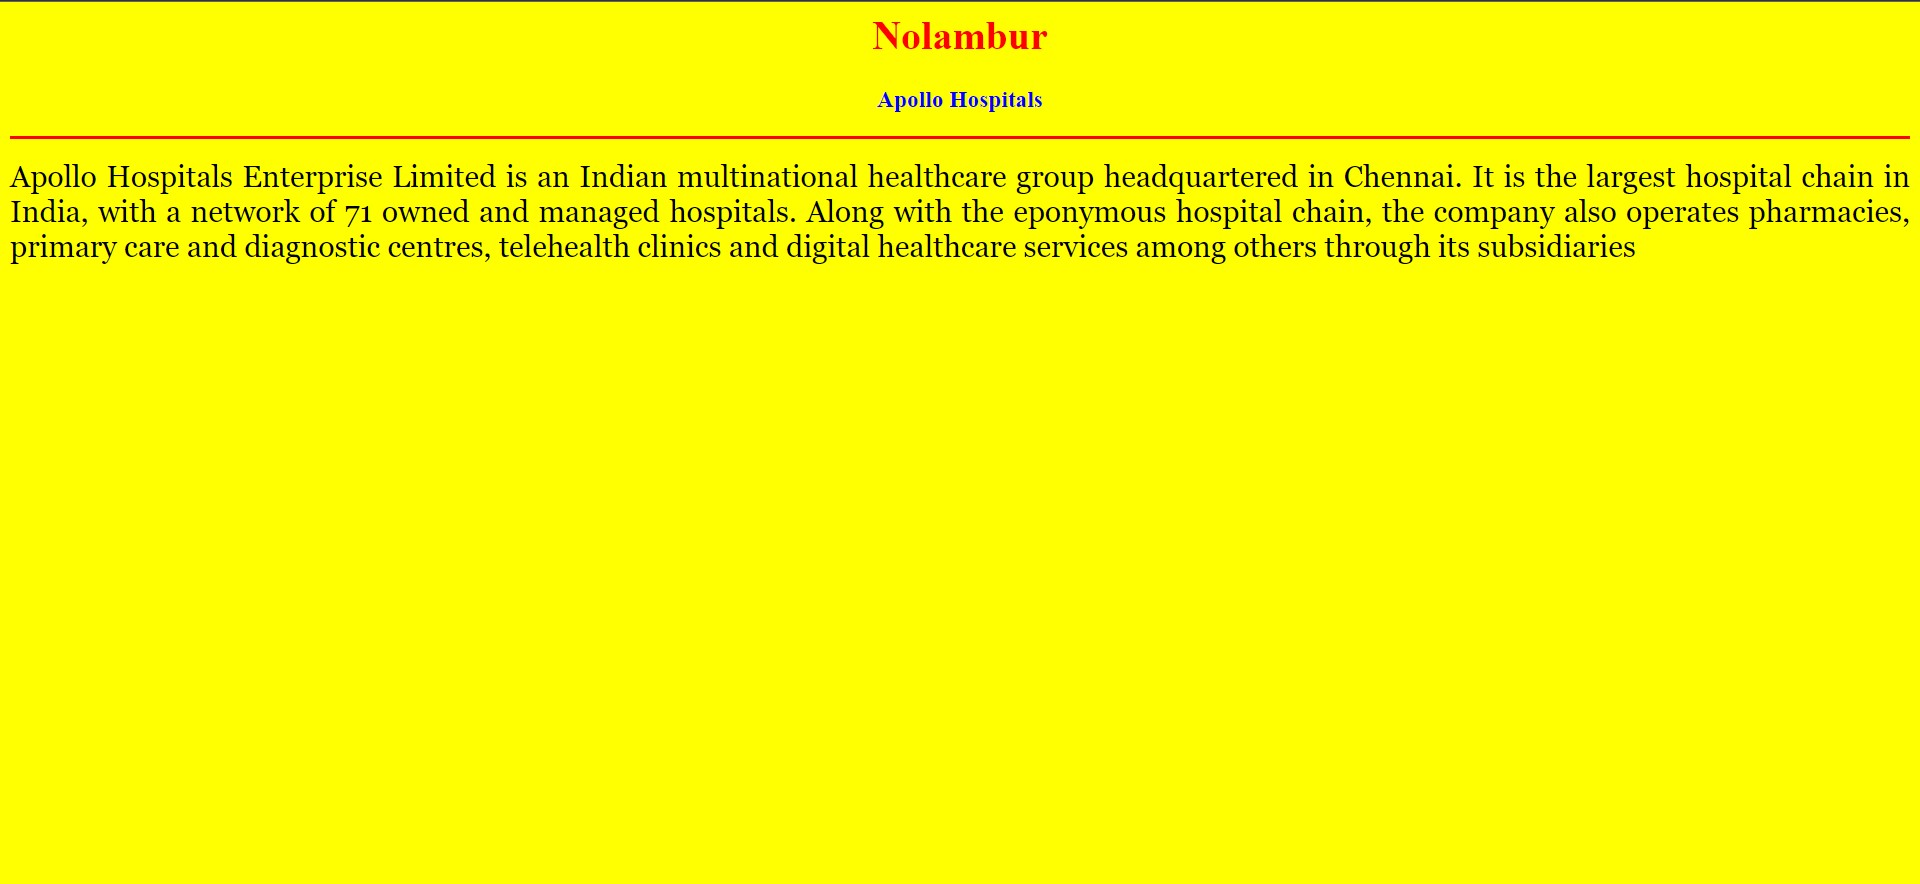 Nolambur
Apollo Hospitals
Apollo Hospitals Enterprise Limited is an Indian multinational healthcare group headquartered in Chennai. It is the largest hospital chain in
India, with a network of 71 owned and managed hospitals. Along with the eponymous hospital chain, the company also operates pharmacies,
primary care and diagnostic centres, telehealth clinics and digital healthcare services among others through its subsidiaries